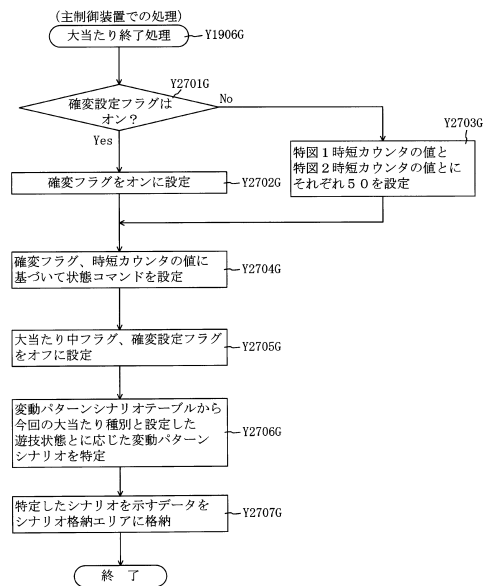 (主制御装置での処理)
大当たり終了処理
Y1906G
Y2701G
確変設定フラグは
オン?
No
Yes
Y2703G
特図1時短カウンタの値と
特図2時短カウンタの値とに
それぞれ50を設定
確変フラグをオンに設定
Y2702G
確変フラグ、時短カウンタの値に
基づいて状態コマンドを設定
Y2704G
大当たり中フラグ、確変設定フラグ
をオフに設定
Y2705G
変動パターンシナリオテーブルから
今回の大当たり種別と設定した
遊技状態とに応じた変動パターン
シナリオを特定
Y2706G
特定したシナリオを示すデータを
シナリオ格納エリアに格納
Y2707G
終 了